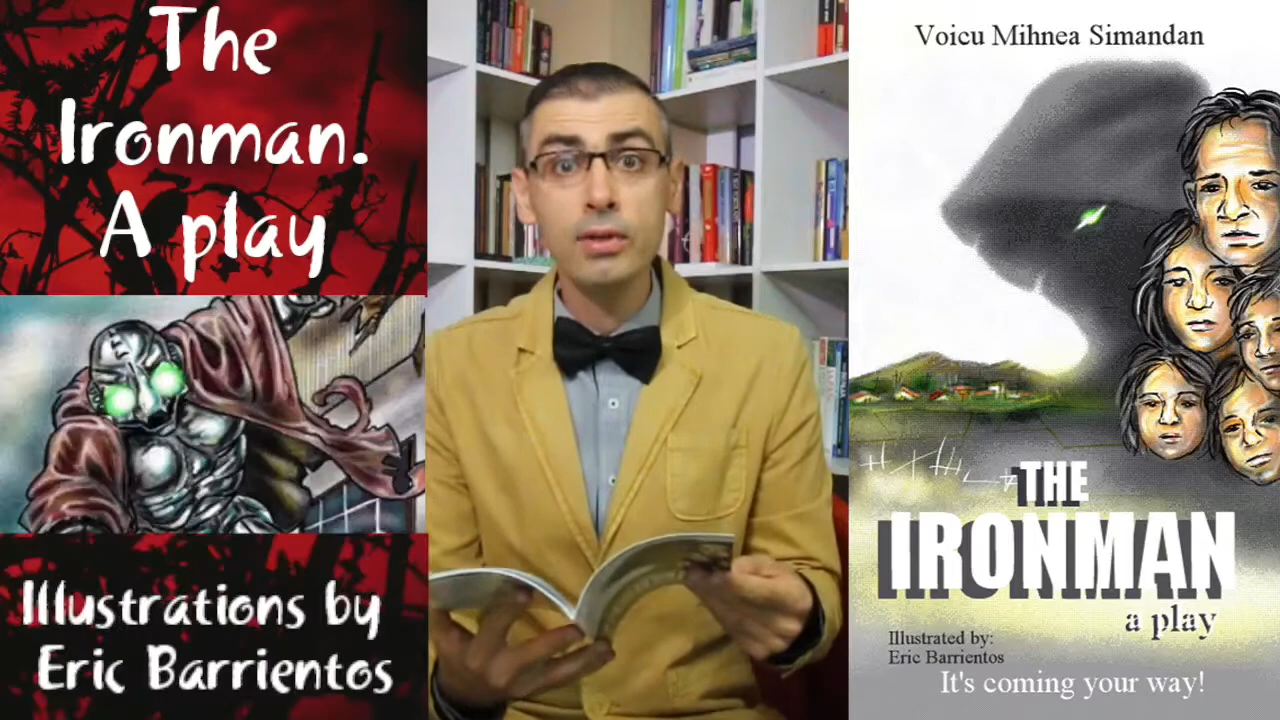 The
Ironman.
A play
Illustrations by
Eric Barrientos
Voicu Mihnea Simandan
THE
IRONMAN
a play
Illustrated by:
Eric Barrientos
It's coming your way!